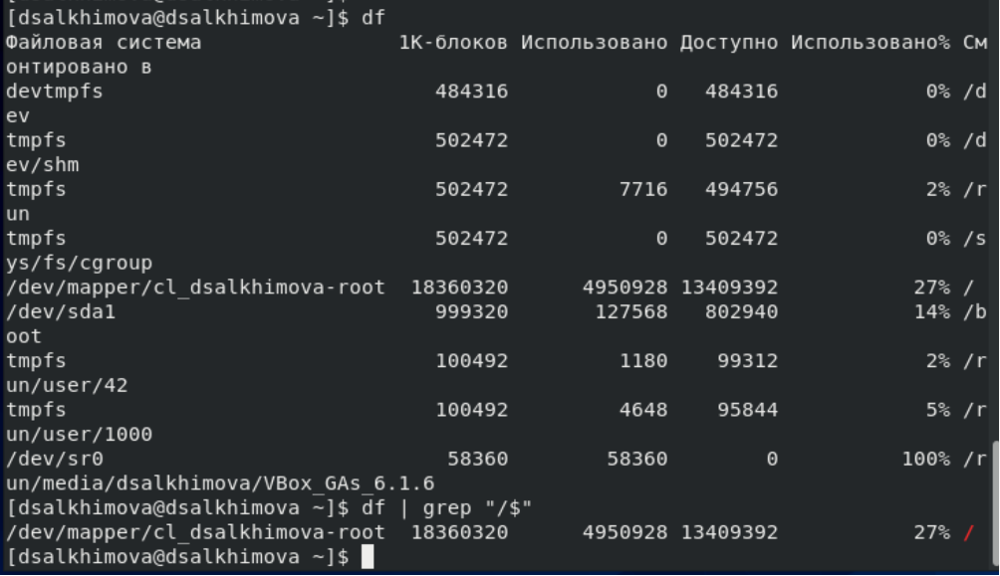 [dsalkhimova@dsalkhimova ~]$ df
Файловая система                1K-блоков Использовано Доступно Использовано% См
онтировано в
devtmpfs                           484316            0   484316            0% /d
ev
tmpfs                              502472            0   502472            0% /d
ev/shm
tmpfs                              502472         7716   494756            2% /r
un
tmpfs                              502472            0   502472            0% /s
ys/fs/cgroup
/dev/mapper/cl_dsalkhimova-root  18360320      4950928 13409392           27% /
/dev/sda1                          999320       127568   802940           14% /b
oot
tmpfs                              100492         1180    99312            2% /r
un/user/42
tmpfs                              100492         4648    95844            5% /r
un/user/1000
/dev/sr0                            58360        58360        0          100% /r
un/media/dsalkhimova/VBox_GAs_6.1.6
[dsalkhimova@dsalkhimova ~]$ df | grep "/$"
/dev/mapper/cl_dsalkhimova-root  18360320      4950928 13409392           27% /
[dsalkhimova@dsalkhimova ~]$